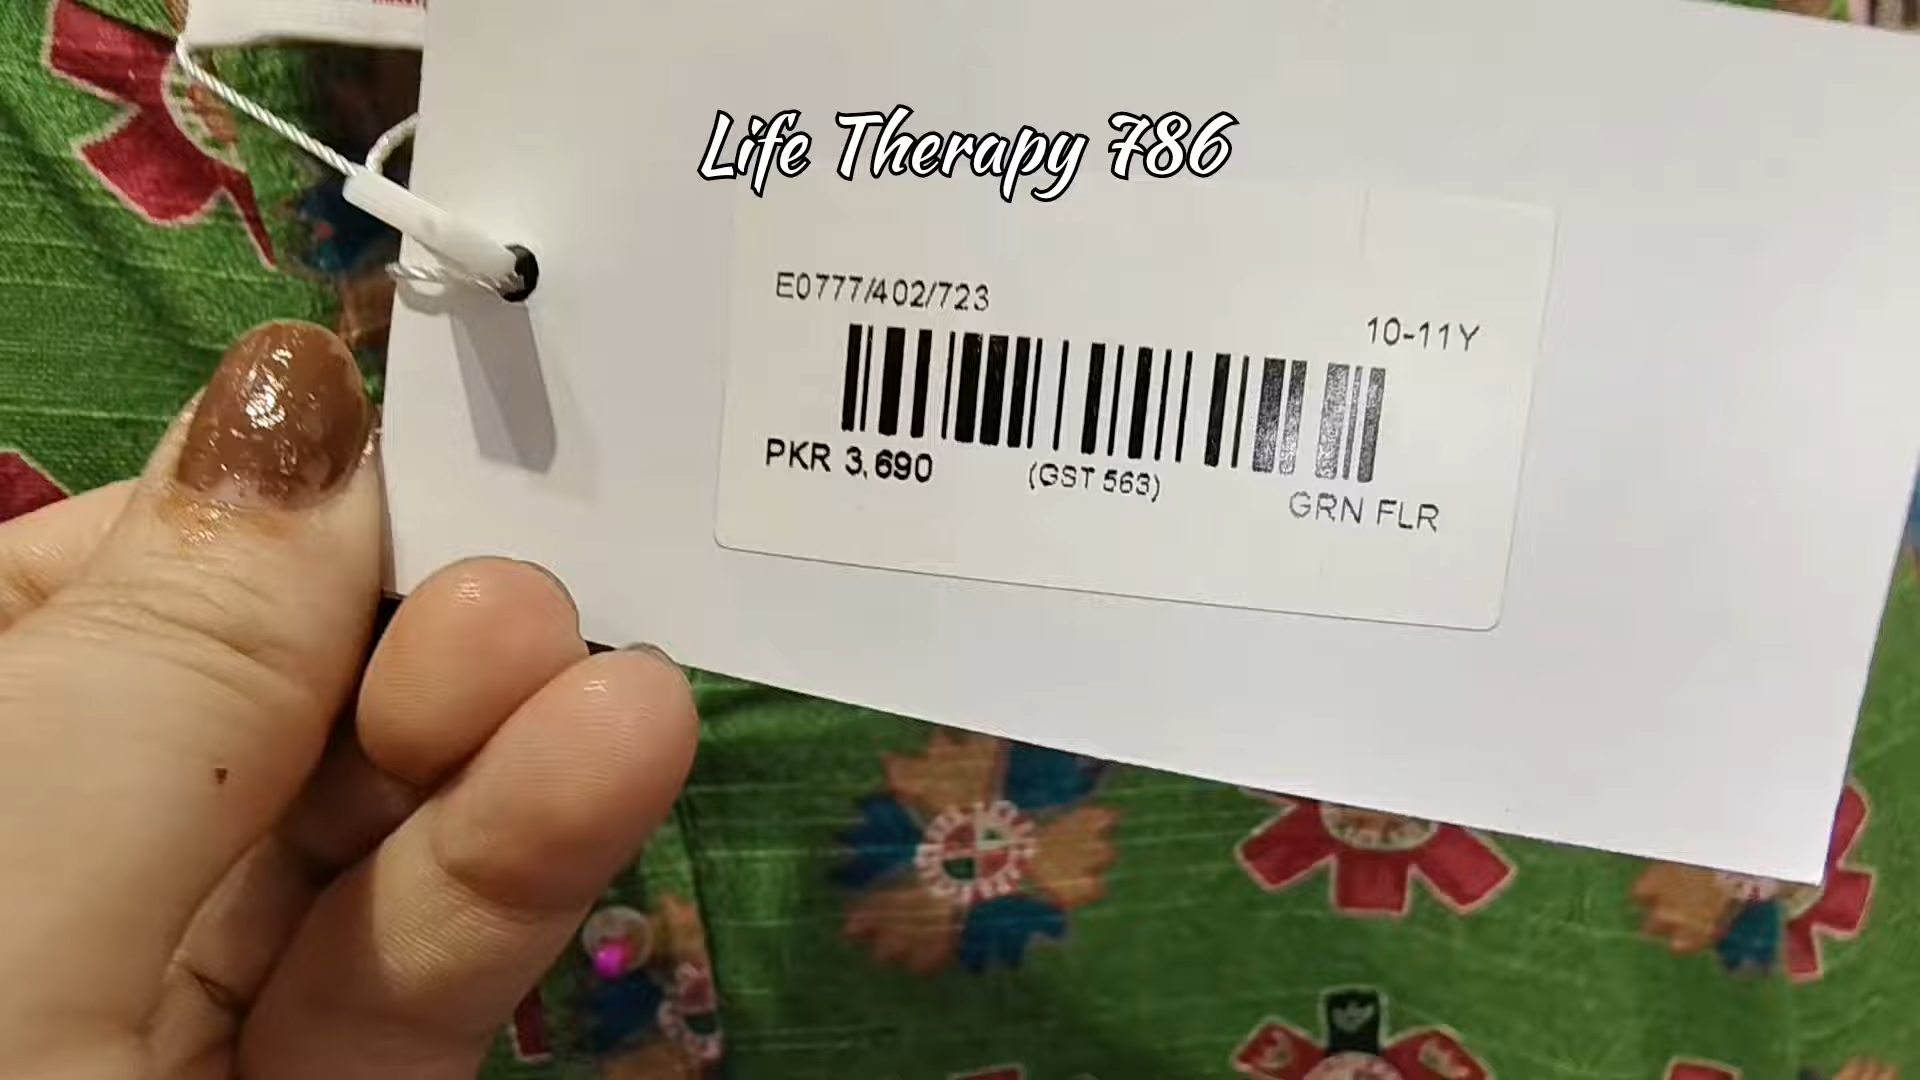 Life Therapy 786
E0777/402/723
10-11Y
PKR 3,690
(GST 563)
GRN FLR